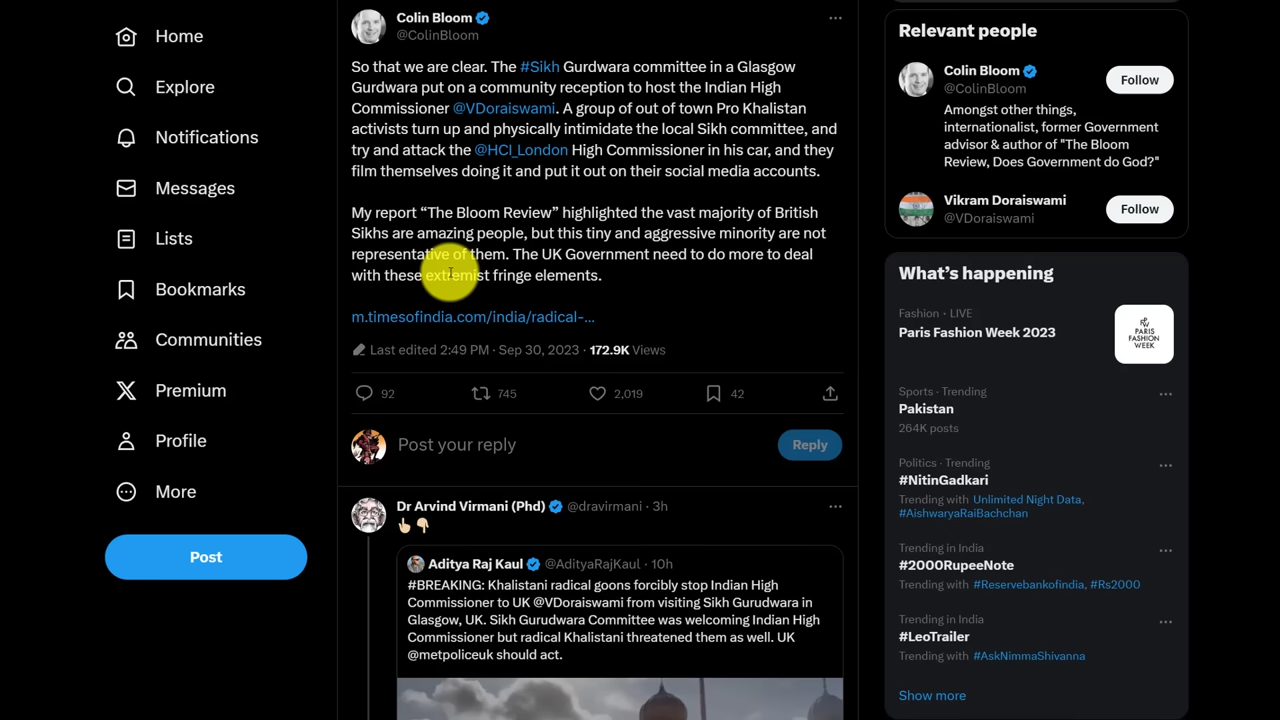 Home
Explore
Notifications
Messages
Lists
Bookmarks
Communities
Premium
Profile
More
Post
Colin Bloom
@ColinBloom
So that we are clear. The #Sikh Gurdwara committee in a Glasgow
Gurdwara put on a community reception to host the Indian High
Commissioner @VDoraiswami. A group of out of town Pro Khalistan
activists turn up and physically intimidate the local Sikh committee, and
try and attack the @HCI_London High Commissioner in his car, and they
film themselves doing it and put it out on their social media accounts.
My report “The Bloom Review” highlighted the vast majority of British
Sikhs are amazing people, but this tiny and aggressive minority are not
representative of them. The UK Government need to do more to deal
with these extremist fringe elements.
m.timesofindia.com/india/radical-...
Last edited 2:49 PM · Sep 30, 2023 · 172.9K Views
92 745 2,019 42
Post your reply
Reply
Dr Arvind Virmani (Phd) @dravirmani · 3h
👆🏻👇🏻
Aditya Raj Kaul @AdityaRajKaul · 10h
#BREAKING: Khalistani radical goons forcibly stop Indian High
Commissioner to UK @VDoraiswami from visiting Sikh Gurudwara in
Glasgow, UK. Sikh Gurudwara Committee was welcoming Indian High
Commissioner but radical Khalistani threatened them as well. UK
@metpoliceuk should act.
Relevant people
Colin Bloom
@ColinBloom
Follow
Amongst other things,
internationalist, former Government
advisor & author of "The Bloom
Review, Does Government do God?"
Vikram Doraiswami
@VDoraiswami
Follow
What’s happening
Fashion · LIVE
Paris Fashion Week 2023
PARIS
FASHION
WEEK
Sports · Trending
Pakistan
264K posts
Politics · Trending
#NitinGadkari
Trending with Unlimited Night Data,
#AishwaryaRaiBachchan
Trending in India
#2000RupeeNote
Trending with #Reservebankofindia, #Rs2000
Trending in India
#LeoTrailer
Trending with #AskNimmaShivanna
Show more